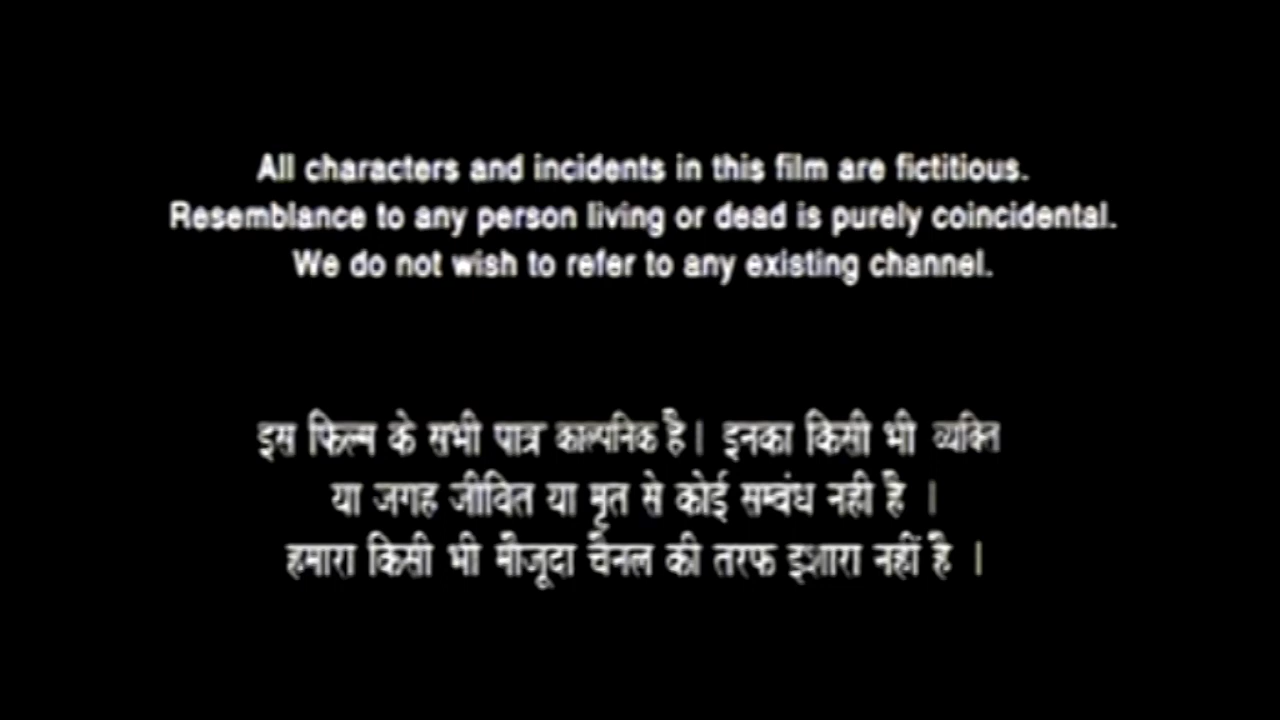 All characters and incidents in this film are fictitious.
Resemblance to any person living or dead is purely coincidental.
We do not wish to refer to any existing channel.
इस फिल्म के सभी पात्र काल्पनिक है। इनका किसी भी व्यक्ति
या जगह जीवित या मृत से कोई सम्बंध नही है ।
हमारा किसी भी मौजूदा चैनल की तरफ इशारा नहीं है ।